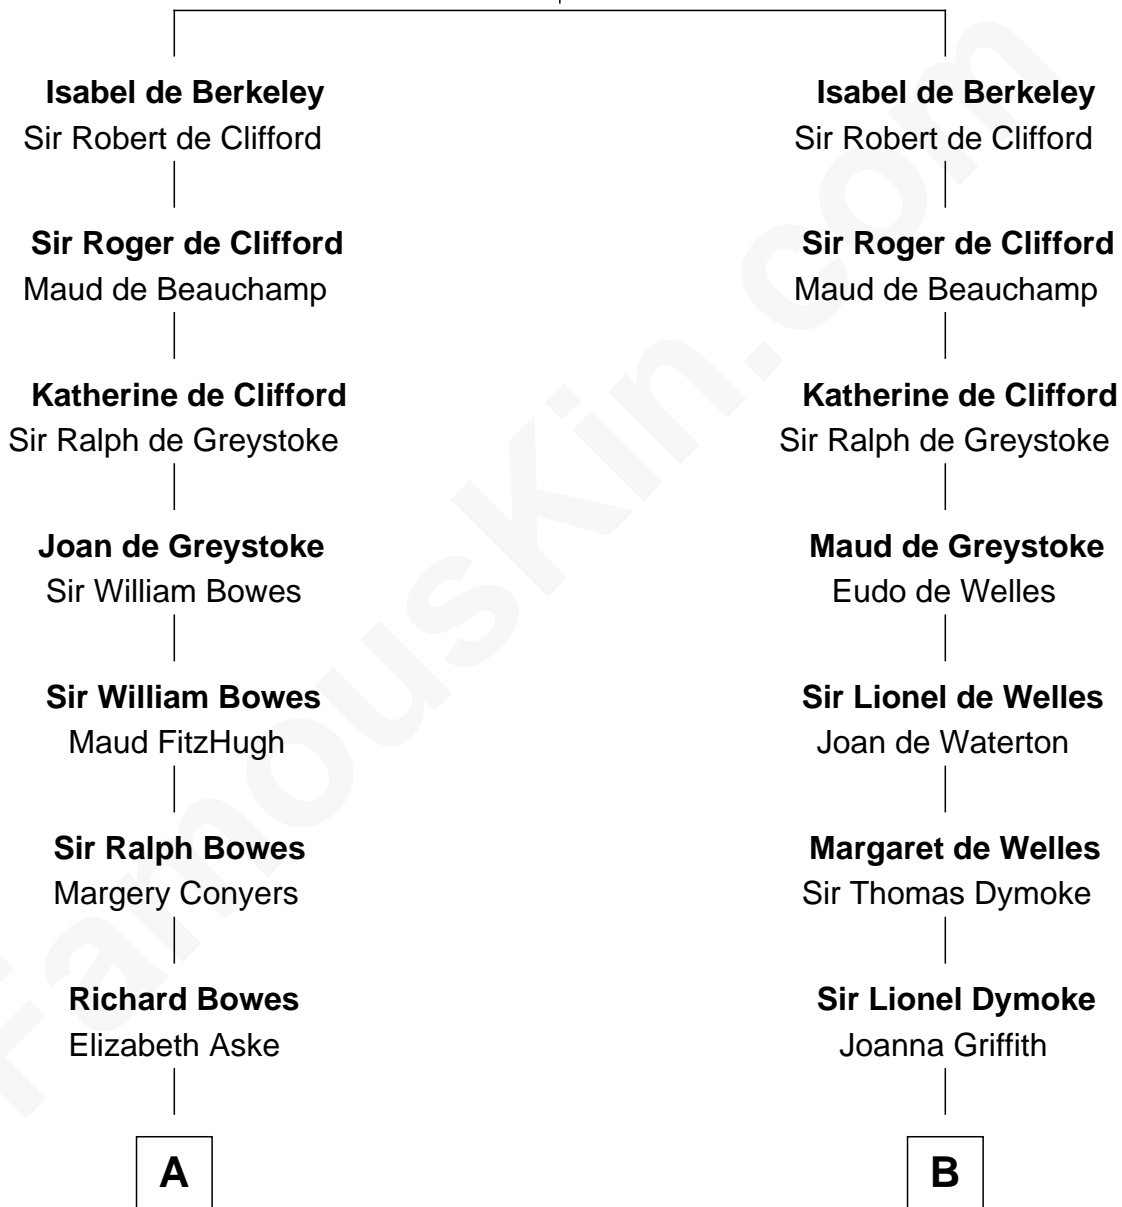 Isabel de Berkeley
Sir Robert de Clifford
Sir Roger de Clifford
Maud de Beauchamp
Katherine de Clifford
Sir Ralph de Greystoke
Joan de Greystoke
Sir William Bowes
Sir William Bowes
Maud FitzHugh
Sir Ralph Bowes
Margery Conyers
Richard Bowes
Elizabeth Aske
A
Isabel de Berkeley
Sir Robert de Clifford
Sir Roger de Clifford
Maud de Beauchamp
Katherine de Clifford
Sir Ralph de Greystoke
Maud de Greystoke
Eudo de Welles
Sir Lionel de Welles
Joan de Waterton
Margaret de Welles
Sir Thomas Dymoke
Sir Lionel Dymoke
Joanna Griffith
B
FamousKin.com